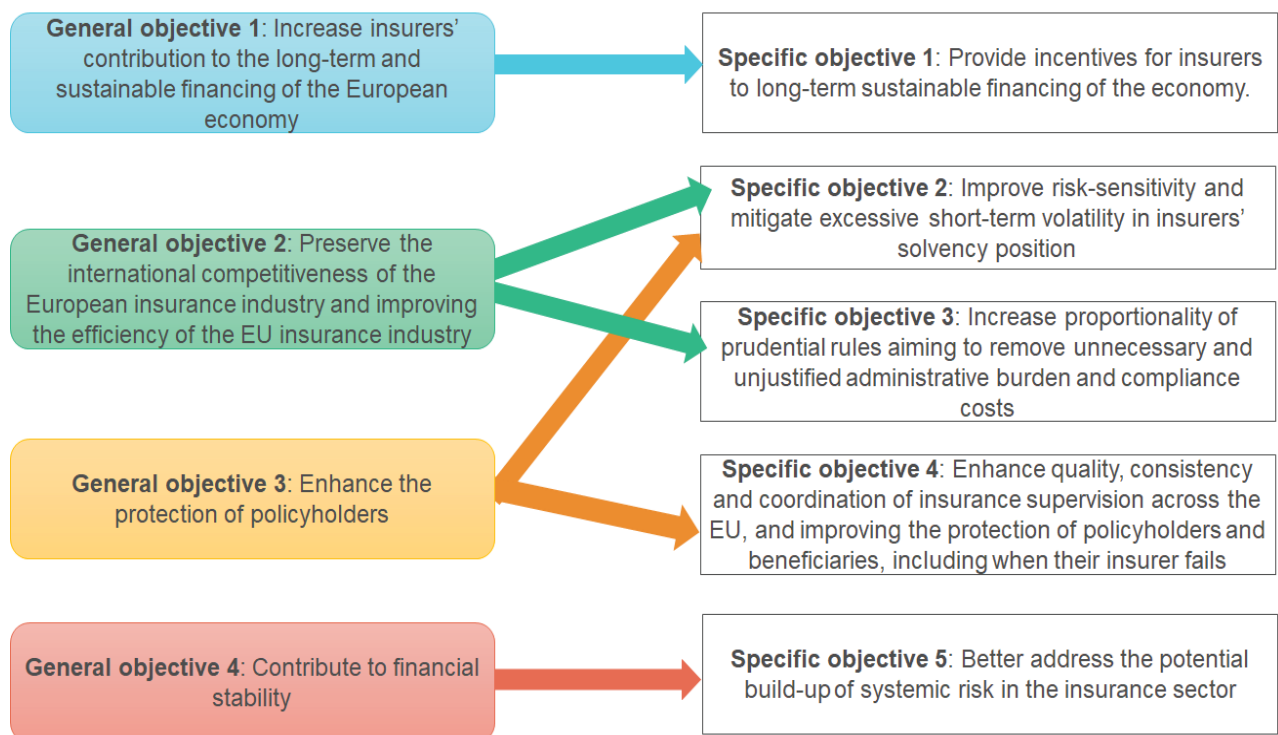 General objective 1: Increase insurers’
contribution to the long-term and
sustainable financing of the European
economy
Specific objective 1: Provide incentives for insurers
to long-term sustainable financing of the economy.
General objective 2: Preserve the
international competitiveness of the
European insurance industry and improving
the efficiency of the EU insurance industry
Specific objective 2: Improve risk-sensitivity and
mitigate excessive short-term volatility in insurers’
solvency position
Specific objective 3: Increase proportionality of
prudential rules aiming to remove unnecessary and
unjustified administrative burden and compliance
costs
General objective 3: Enhance the
protection of policyholders
Specific objective 4: Enhance quality, consistency
and coordination of insurance supervision across the
EU, and improving the protection of policyholders and
beneficiaries, including when their insurer fails
General objective 4: Contribute to financial
stability
Specific objective 5: Better address the potential
build-up of systemic risk in the insurance sector